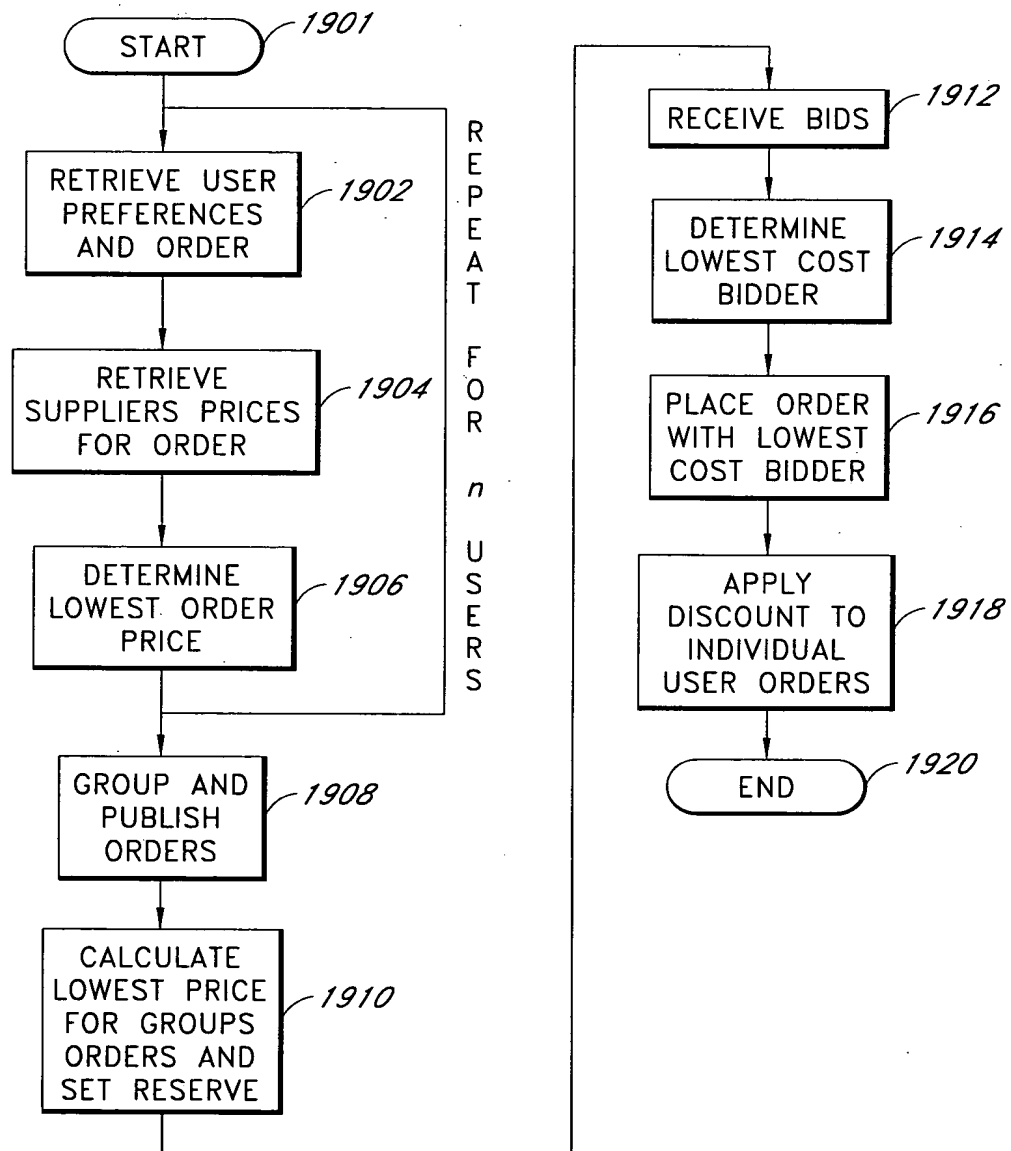 START
1901
RETRIEVE USER
PREFERENCES
AND ORDER
1902
RETRIEVE
SUPPLIERS PRICES
FOR ORDER
1904
DETERMINE
LOWEST ORDER
PRICE
1906
REPEAT FOR n USERS
GROUP AND
PUBLISH
ORDERS
1908
CALCULATE
LOWEST PRICE
FOR GROUPS
ORDERS AND
SET RESERVE
1910
RECEIVE BIDS
1912
DETERMINE
LOWEST COST
BIDDER
1914
PLACE ORDER
WITH LOWEST
COST BIDDER
1916
APPLY
DISCOUNT TO
INDIVIDUAL
USER ORDERS
1918
END
1920